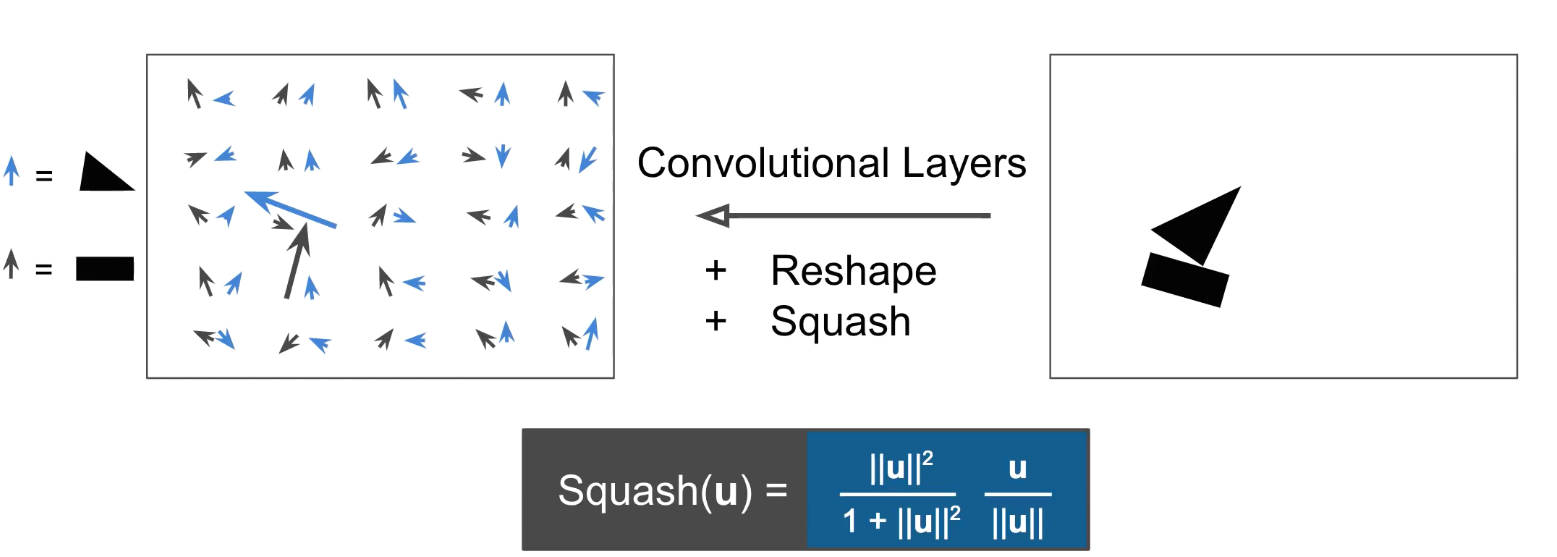 =
=
Convolutional Layers
+ Reshape
+ Squash
Squash(u) = ||u||² / 1 + ||u||² u / ||u||